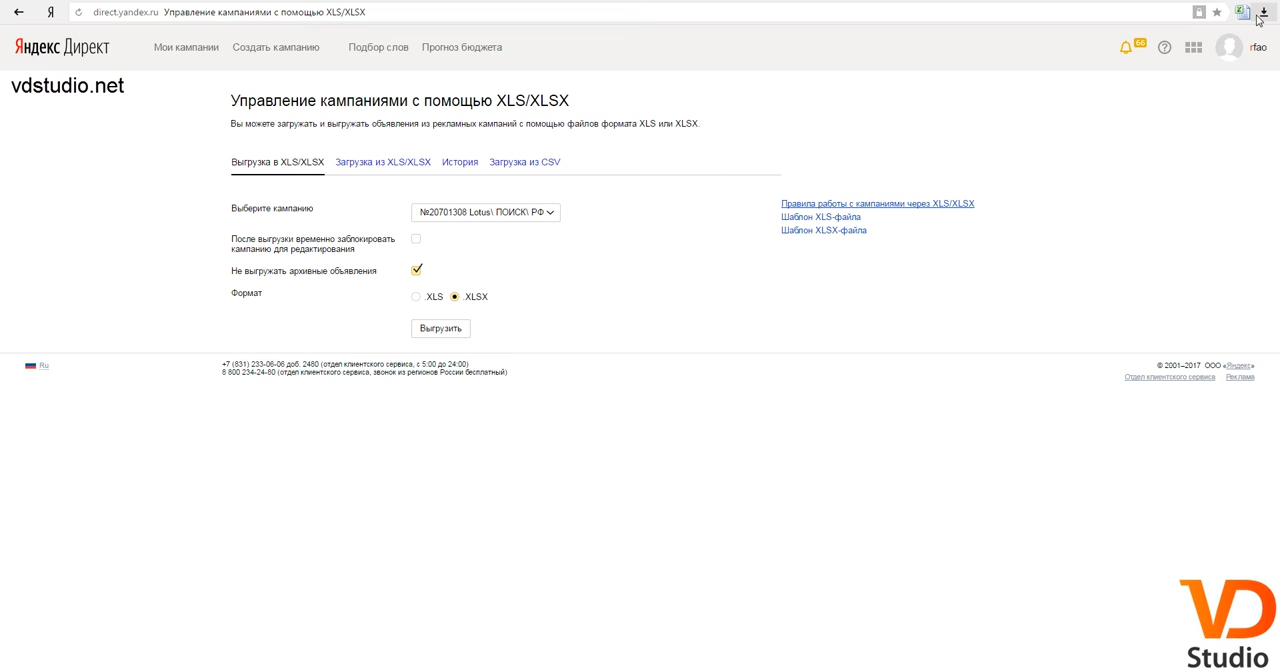 Я direct.yandex.ru Управление кампаниями с помощью XLS/XLSX
Яндекс Директ Мои кампании Создать кампанию Подбор слов Прогноз бюджета 66 rfao
vdstudio.net
Управление кампаниями с помощью XLS/XLSX
Вы можете загружать и выгружать объявления из рекламных кампаний с помощью файлов формата XLS или XLSX.
Выгрузка в XLS/XLSX Загрузка из XLS/XLSX История Загрузка из CSV
Выберите кампанию №20701308 Lotus\ ПОИСК\ РФ
Правила работы с кампаниями через XLS/XLSX
Шаблон XLS-файла
Шаблон XLSX-файла
После выгрузки временно заблокировать
кампанию для редактирования
Не выгружать архивные объявления
Формат .XLS .XLSX
Выгрузить
Ru
+7 (831) 233-06-06 доб. 2480 (отдел клиентского сервиса, с 5:00 до 24:00)
8 800 234-24-80 (отдел клиентского сервиса, звонок из регионов России бесплатный)
© 2001–2017 ООО «Яндекс»
Отдел клиентского сервиса Реклама
VD
Studio